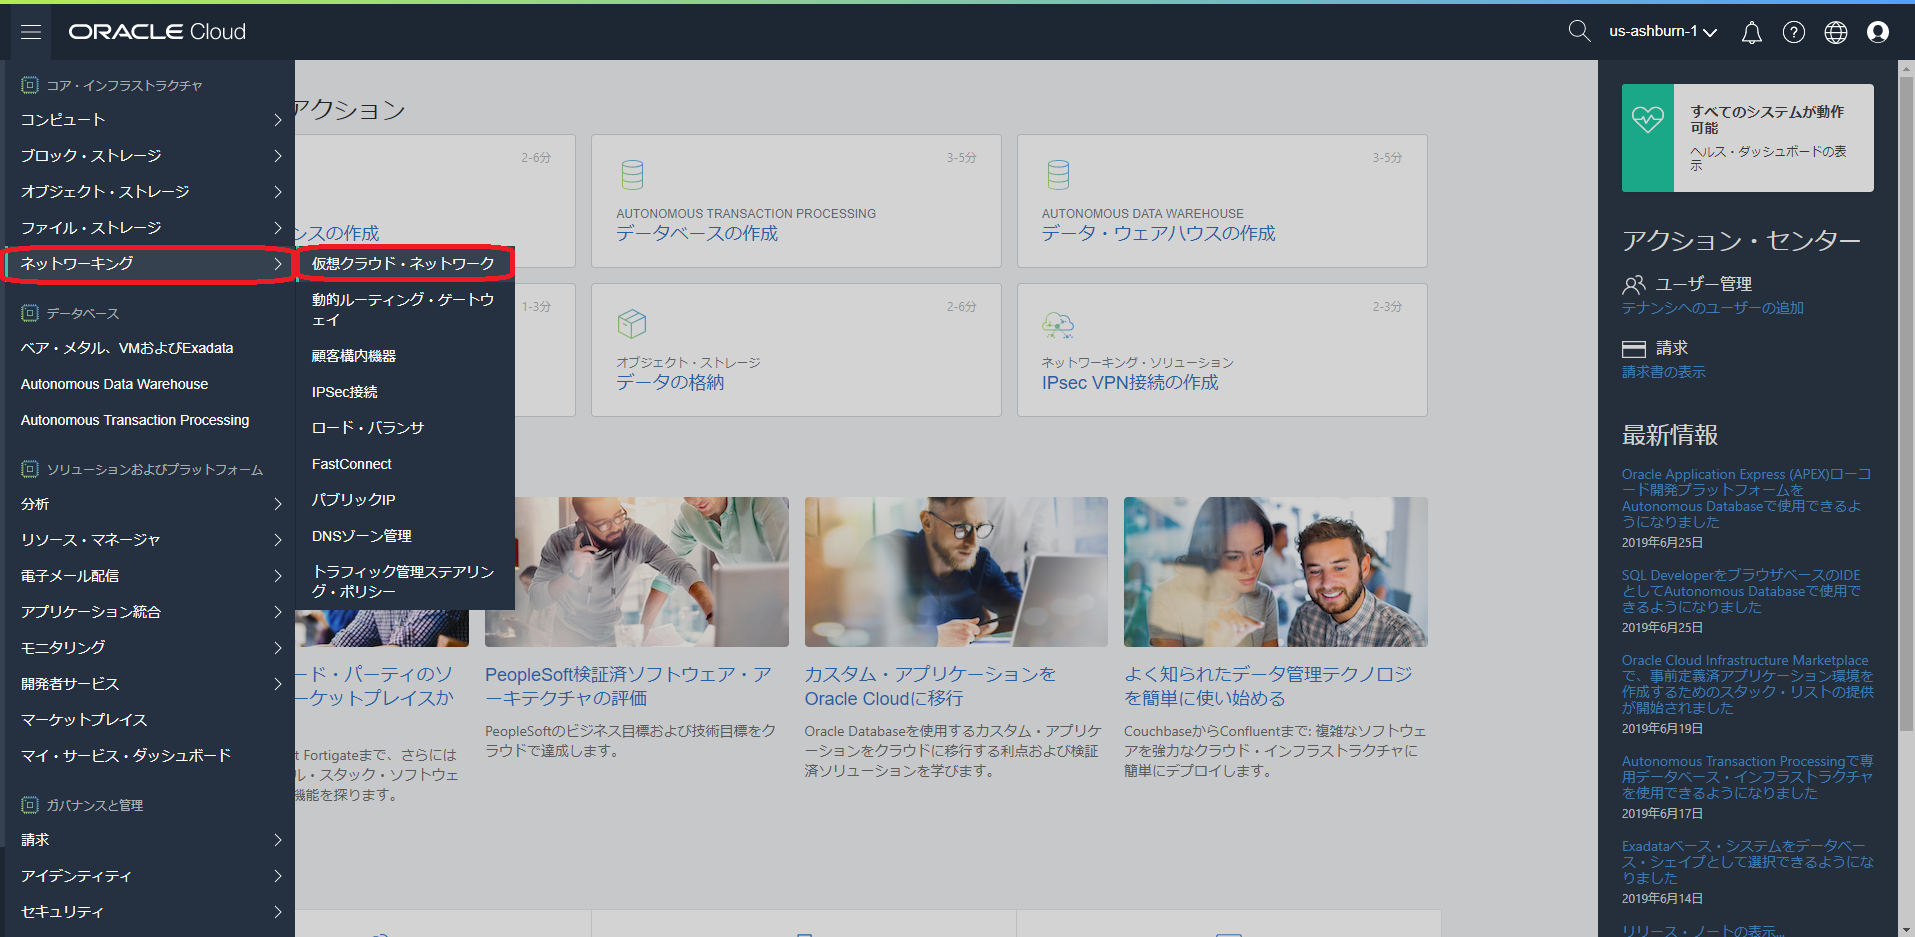 ORACLE Cloud
us-ashburn-1
コア・インフラストラクチャ
コンピュート
ブロック・ストレージ
オブジェクト・ストレージ
ファイル・ストレージ
ネットワーキング
データベース
ベア・メタル、VMおよびExadata
Autonomous Data Warehouse
Autonomous Transaction Processing
ソリューションおよびプラットフォーム
分析
リソース・マネージャ
電子メール配信
アプリケーション統合
モニタリング
開発者サービス
マーケットプレイス
マイ・サービス・ダッシュボード
ガバナンスと管理
請求
アイデンティティ
セキュリティ
仮想クラウド・ネットワーク
動的ルーティング・ゲートウ
ェイ
顧客構内機器
IPSec接続
ロード・バランサ
FastConnect
パブリックIP
DNSゾーン管理
トラフィック管理ステアリン
グ・ポリシー
アクション
2-6分
ンスの作成
3-5分
AUTONOMOUS TRANSACTION PROCESSING
データベースの作成
3-5分
AUTONOMOUS DATA WAREHOUSE
データ・ウェアハウスの作成
1-3分
2-6分
オブジェクト・ストレージ
データの格納
2-3分
ネットワーキング・ソリューション
IPsec VPN接続の作成
ード・パーティのソ
ーケットプレイスか
t Fortigateまで、さらには
ル・スタック・ソフトウェ
機能を探ります。
PeopleSoft検証済ソフトウェア・ア
ーキテクチャの評価
PeopleSoftのビジネス目標および技術目標をク
ラウドで達成します。
カスタム・アプリケーションを
Oracle Cloudに移行
Oracle Databaseを使用するカスタム・アプリケ
ーションをクラウドに移行する利点および検証
済ソリューションを学びます。
よく知られたデータ管理テクノロジ
を簡単に使い始める
CouchbaseからConfluentまで: 複雑なソフトウェ
アを強力なクラウド・インフラストラクチャに
簡単にデプロイします。
すべてのシステムが動作
可能
ヘルス・ダッシュボードの表
示
アクション・センター
ユーザー管理
テナンシへのユーザーの追加
請求
請求書の表示
最新情報
Oracle Application Express (APEX)ローコ
ード開発プラットフォームを
Autonomous Databaseで使用できるよ
うになりました
2019年6月25日
SQL DeveloperをブラウザベースのIDE
としてAutonomous Databaseで使用で
きるようになりました
2019年6月25日
Oracle Cloud Infrastructure Marketplace
で、事前定義済アプリケーション環境を
作成するためのスタック・リストの提供
が開始されました
2019年6月19日
Autonomous Transaction Processingで専
用データベース・インフラストラクチャ
を使用できるようになりました
2019年6月17日
Exadataベース・システムをデータベー
ス・シェイプとして選択できるようにな
りました
2019年6月14日
リリース・ノートの表示...